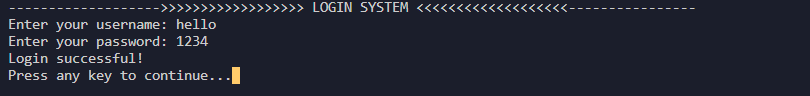 ------------------->>>>>>>>>>>>>>>>>> LOGIN SYSTEM <<<<<<<<<<<<<<<<<<<----------------
Enter your username: hello
Enter your password: 1234
Login successful!
Press any key to continue...